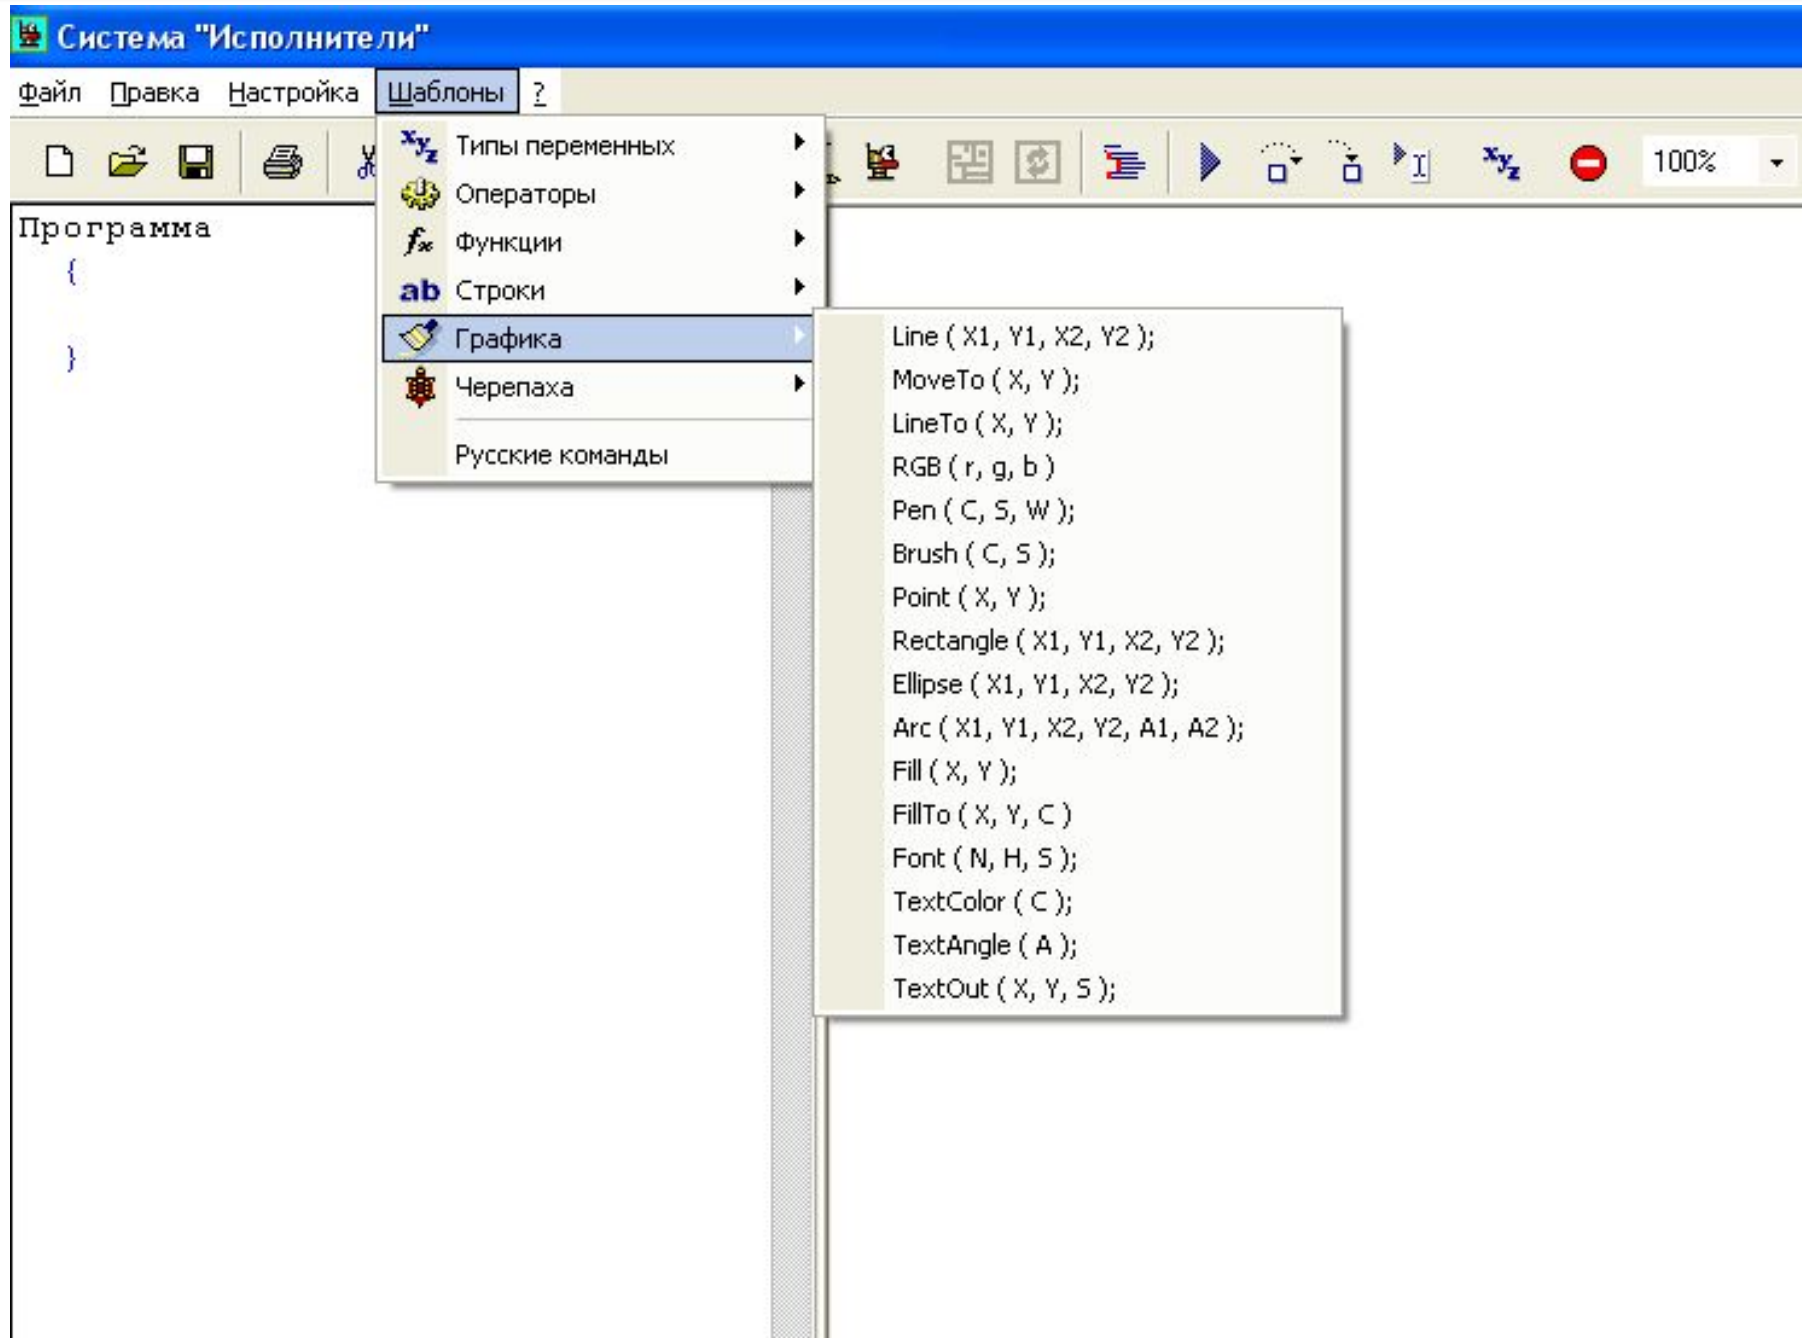 Система "Исполнители"
Файл Правка Настройка Шаблоны ?
100%
Программа
{
}
Типы переменных
Операторы
Функции
Строки
Графика
Черепаха
Русские команды
Line ( X1, Y1, X2, Y2 );
MoveTo ( X, Y );
LineTo ( X, Y );
RGB ( r, g, b )
Pen ( C, S, W );
Brush ( C, S );
Point ( X, Y );
Rectangle ( X1, Y1, X2, Y2 );
Ellipse ( X1, Y1, X2, Y2 );
Arc ( X1, Y1, X2, Y2, A1, A2 );
Fill ( X, Y );
FillTo ( X, Y, C )
Font ( N, H, S );
TextColor ( C );
TextAngle ( A );
TextOut ( X, Y, S );